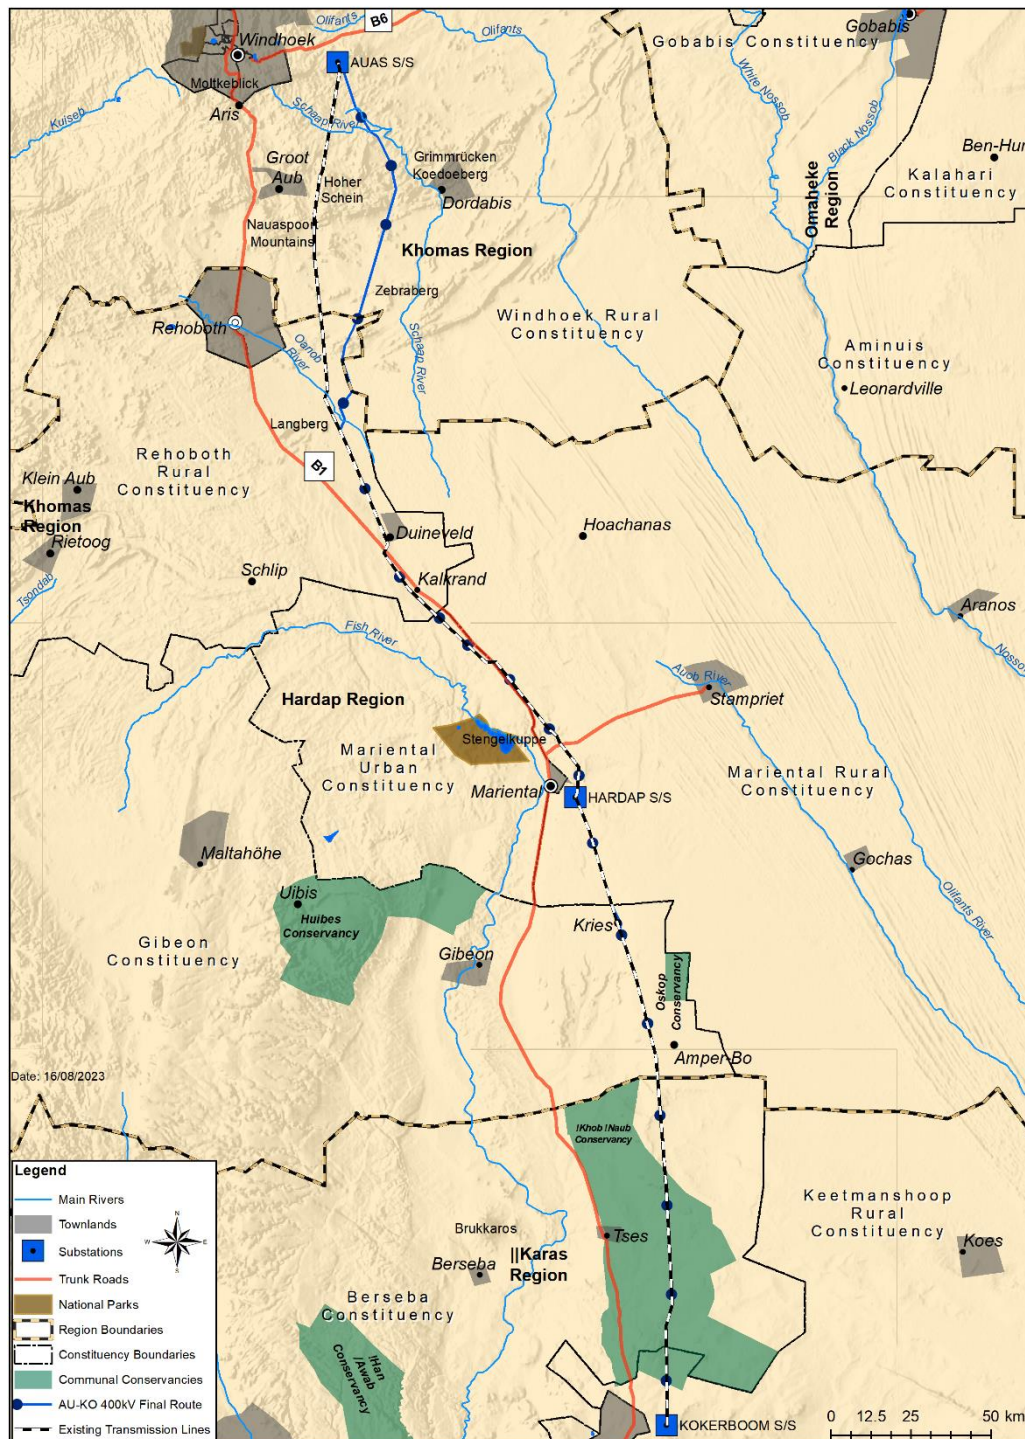 Olifants
B6
Olifants
Gobabis
Windhoek
Gobabis Constituency
AUAS S/S
Moltkeblick
White Nossob
Kuiseb
Aris
Schaap River
Black Nossob
Ben-Hur
Groot
Aub
Grimmrücken
Koedoeberg
Kalahari
Constituency
Hoher
Schein
Dordabis
Omaheke
Region
Nauaspoort
Mountains
Khomas Region
Zebraberg
Windhoek Rural
Constituency
Rehoboth
Oanob
River
Schaap River
Aminuis
Constituency
Leonardville
Langberg
Rehoboth
Rural
Constituency
B1
Klein Aub
Khomas
Region
Rietoog
Duineveld
Hoachanas
Schlip
Kalkrand
Tsondab
Aranos
Fish River
Nossob
Auob River
Stampriet
Hardap Region
Stengelkuppe
Mariental
Urban
Constituency
Mariental Rural
Constituency
Mariental
HARDAP S/S
Maltahöhe
Gochas
Uibis
Huibes
Conservancy
Olifants River
Kries
Gibeon
Constituency
Gibeon
Oskop
Conservancy
Amper-Bo
Date: 16/08/2023
!Khob !Naub
Conservancy
Legend
Main Rivers
Townlands
Substations
Trunk Roads
National Parks
Region Boundaries
Constituency Boundaries
Communal Conservancies
AU-KO 400kV Final Route
Existing Transmission Lines
N
W
E
S
Keetmanshoop
Rural
Constituency
Brukkaros
Tses
||Karas
Region
Koes
Berseba
Berseba
Constituency
!Han
/Awab
Conservancy
KOKERBOOM S/S
0 12.5 25 50 km